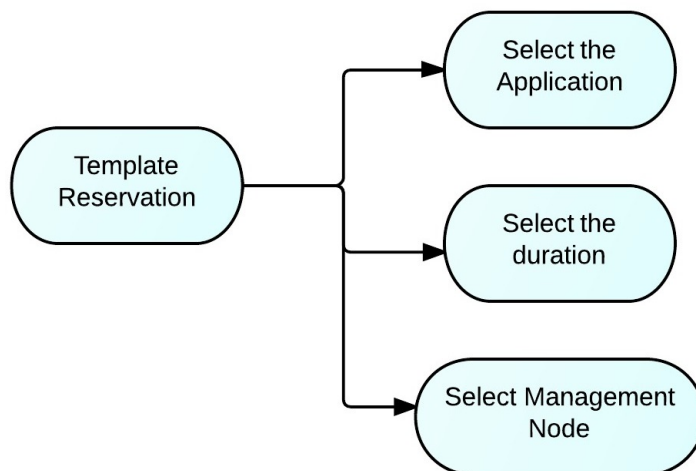 Select the
Application
Template
Reservation
Select the
duration
Select Management
Node